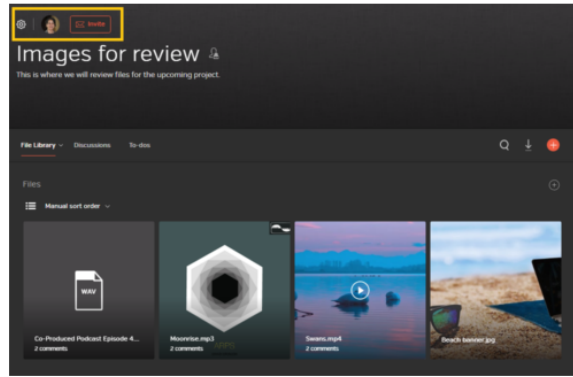 Invite
Images for review
This is where we will review files for the upcoming project.
File Library
Discussions
To-dos
Files
Manual sort order
WAV
Co-Produced Podcast Episode 4...
2 comments
Moonrise.mp3
2 comments
Swans.mp4
2 comments
Beach banner.jpg